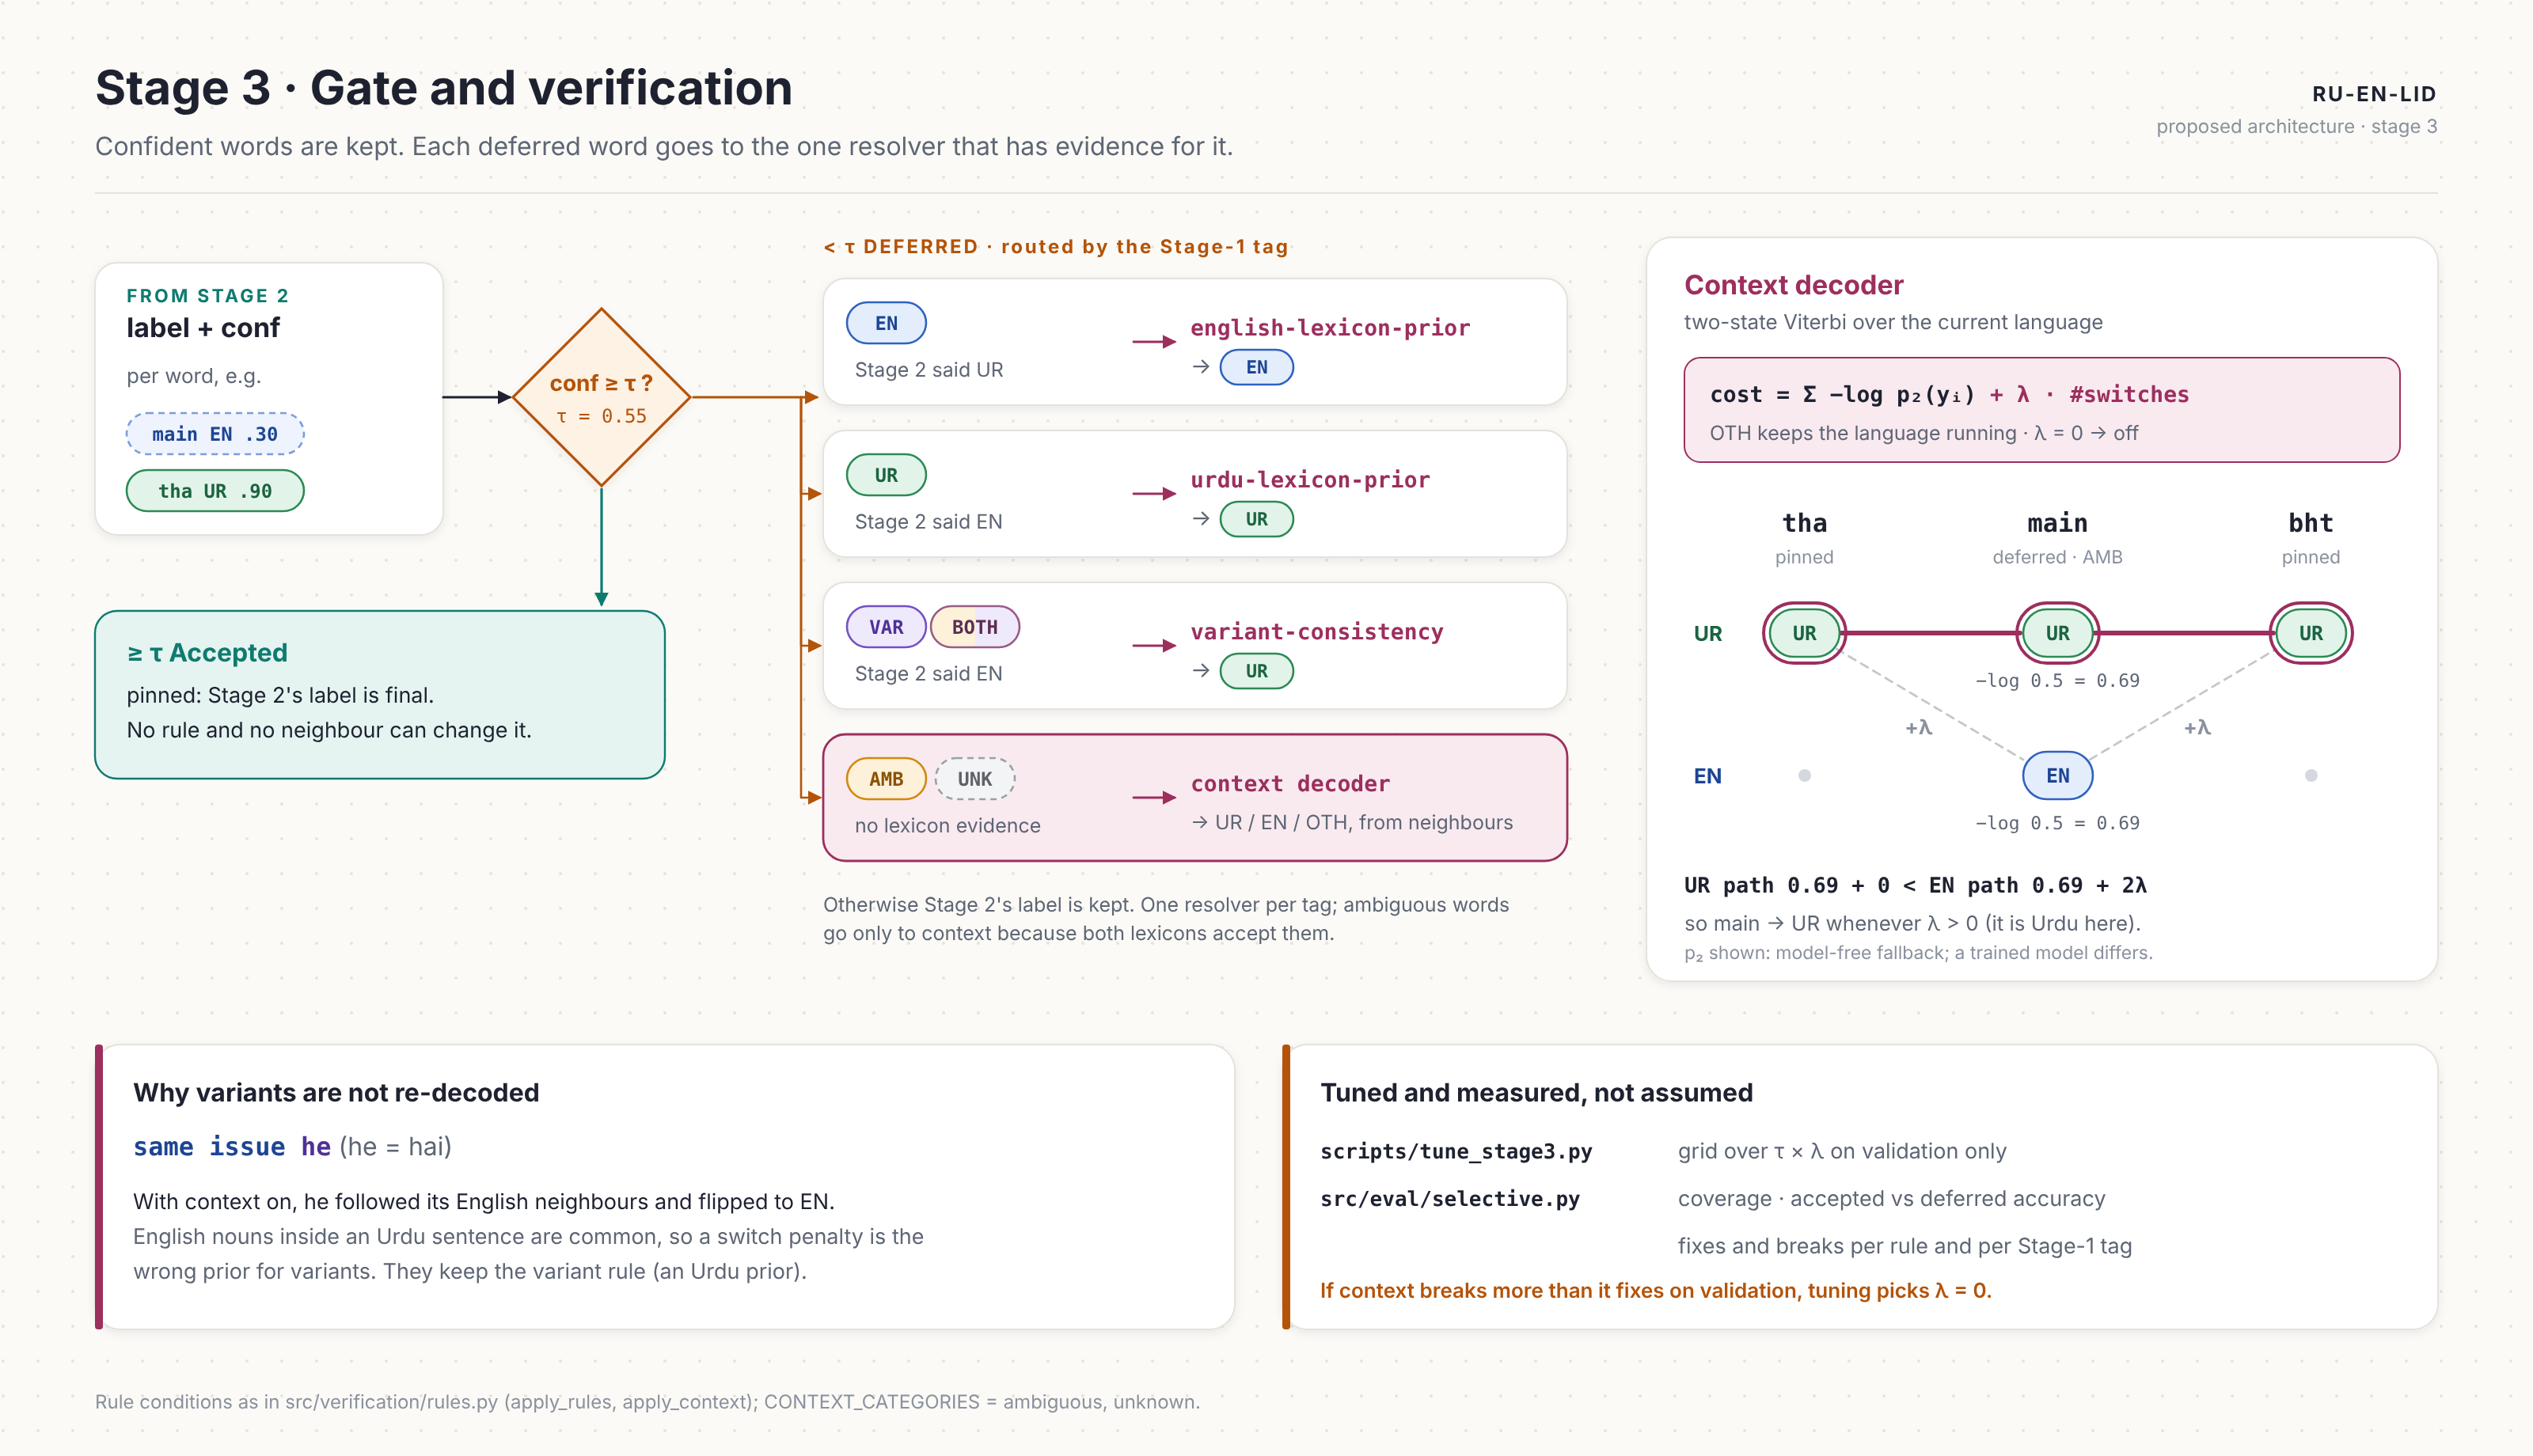 Stage 3 · Gate and verification
Confident words are kept. Each deferred word goes to the one resolver that has evidence for it.
RU-EN-LID
proposed architecture · stage 3
FROM STAGE 2
label + conf
per word, e.g.
main EN .30
tha UR .90
conf ≥ τ ?
τ = 0.55
≥ τ Accepted
pinned: Stage 2's label is final.
No rule and no neighbour can change it.
< τ DEFERRED · routed by the Stage-1 tag
EN
Stage 2 said UR
english-lexicon-prior
→ EN
UR
Stage 2 said EN
urdu-lexicon-prior
→ UR
VAR BOTH
Stage 2 said EN
variant-consistency
→ UR
AMB UNK
no lexicon evidence
context decoder
→ UR / EN / OTH, from neighbours
Otherwise Stage 2's label is kept. One resolver per tag; ambiguous words
go only to context because both lexicons accept them.
Context decoder
two-state Viterbi over the current language
cost = Σ −log p₂(yᵢ) + λ · #switches
OTH keeps the language running · λ = 0 → off
tha main bht
pinned deferred · AMB pinned
UR UR UR UR
−log 0.5 = 0.69
+λ +λ
EN EN
−log 0.5 = 0.69
UR path 0.69 + 0 < EN path 0.69 + 2λ
so main → UR whenever λ > 0 (it is Urdu here).
p₂ shown: model-free fallback; a trained model differs.
Why variants are not re-decoded
same issue he (he = hai)
With context on, he followed its English neighbours and flipped to EN.
English nouns inside an Urdu sentence are common, so a switch penalty is the
wrong prior for variants. They keep the variant rule (an Urdu prior).
Tuned and measured, not assumed
scripts/tune_stage3.py grid over τ × λ on validation only
src/eval/selective.py coverage · accepted vs deferred accuracy
fixes and breaks per rule and per Stage-1 tag
If context breaks more than it fixes on validation, tuning picks λ = 0.
Rule conditions as in src/verification/rules.py (apply_rules, apply_context); CONTEXT_CATEGORIES = ambiguous, unknown.